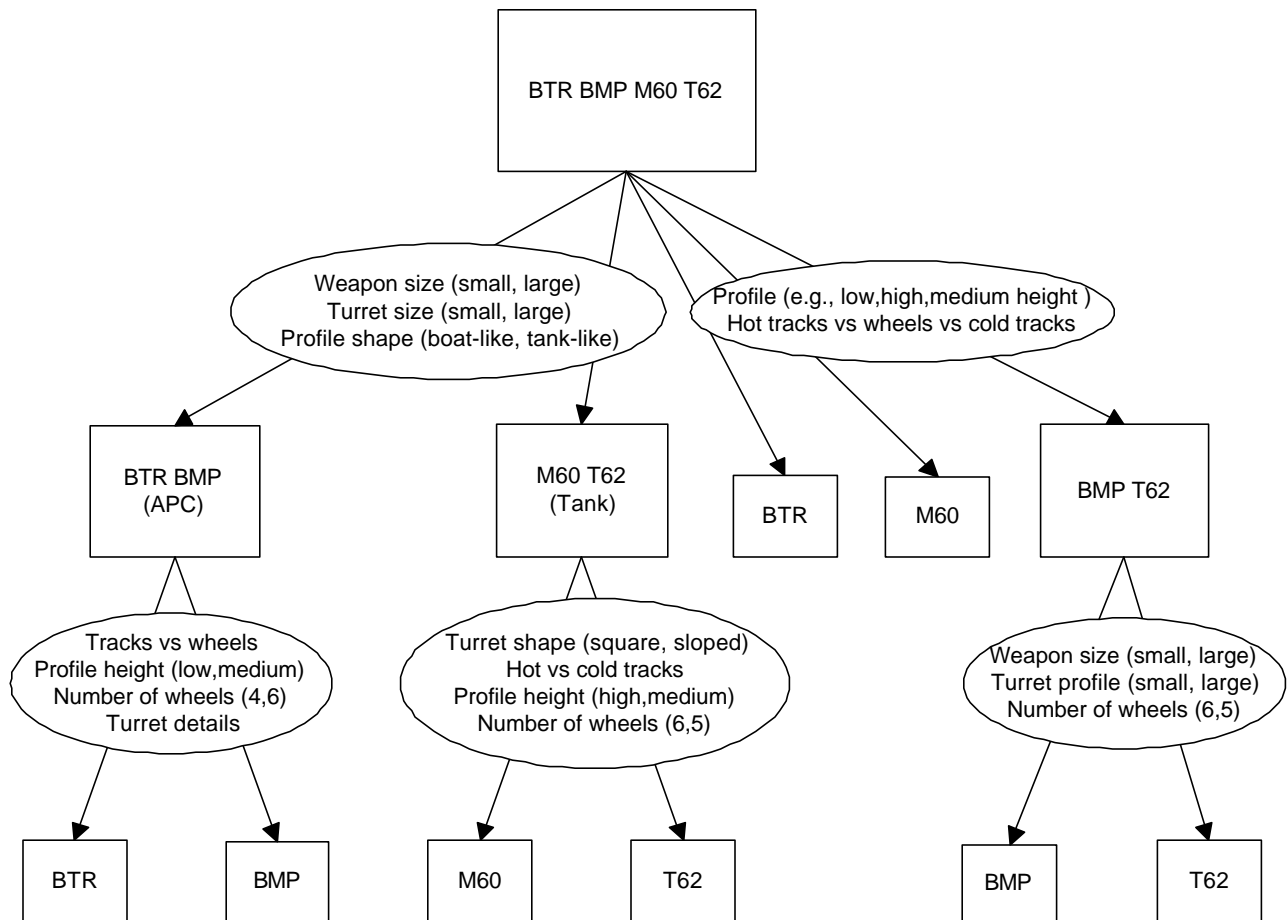 BTR BMP M60 T62
Weapon size (small, large)
Turret size (small, large)
Profile shape (boat-like, tank-like)
Profile (e.g., low,high,medium height )
Hot tracks vs wheels vs cold tracks
BTR BMP
(APC)
M60 T62
(Tank)
BTR
M60
BMP T62
Tracks vs wheels
Profile height (low,medium)
Number of wheels (4,6)
Turret details
Turret shape (square, sloped)
Hot vs cold tracks
Profile height (high,medium)
Number of wheels (6,5)
Weapon size (small, large)
Turret profile (small, large)
Number of wheels (6,5)
BTR
BMP
M60
T62
BMP
T62